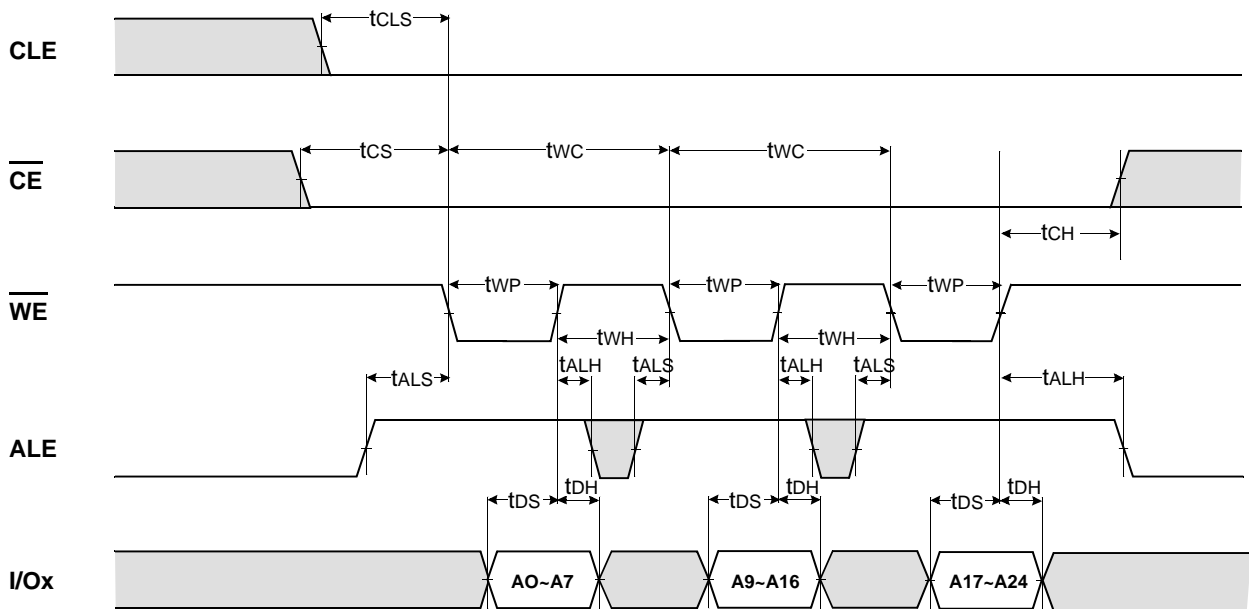 CLE
tCLS
CE
tCS tWC tWC
tCH
WE
tWP tWP tWP
tWH tWH
tALS tALH tALS tALH tALS tALH
ALE
tDS tDH tDS tDH tDS tDH
I/Ox
AO~A7 A9~A16 A17~A24